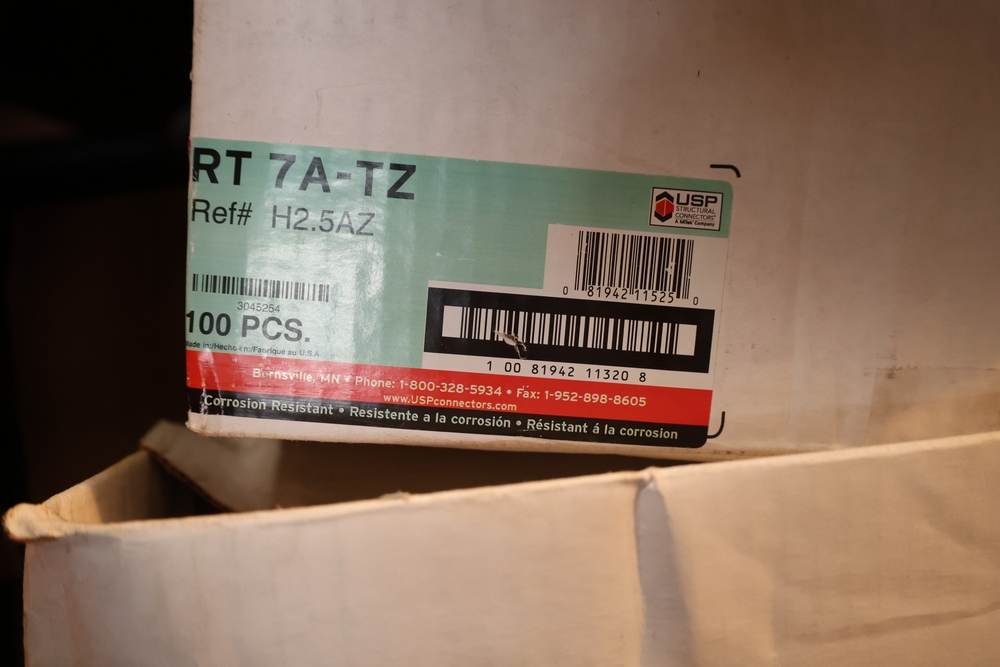 RT 7A-TZ
Ref# H2.5AZ
USP
STRUCTURAL
CONNECTORS
A MiTek Company
0 81942 11525 0
3045254
100 PCS.
Made in:/Hecho en:/Fabriqué au U.S.A
1 00 81942 11320 8
Burnsville, MN • Phone: 1-800-328-5934 • Fax: 1-952-898-8605
www.USPconnectors.com
Corrosion Resistant • Resistente a la corrosión • Résistant á la corrosion